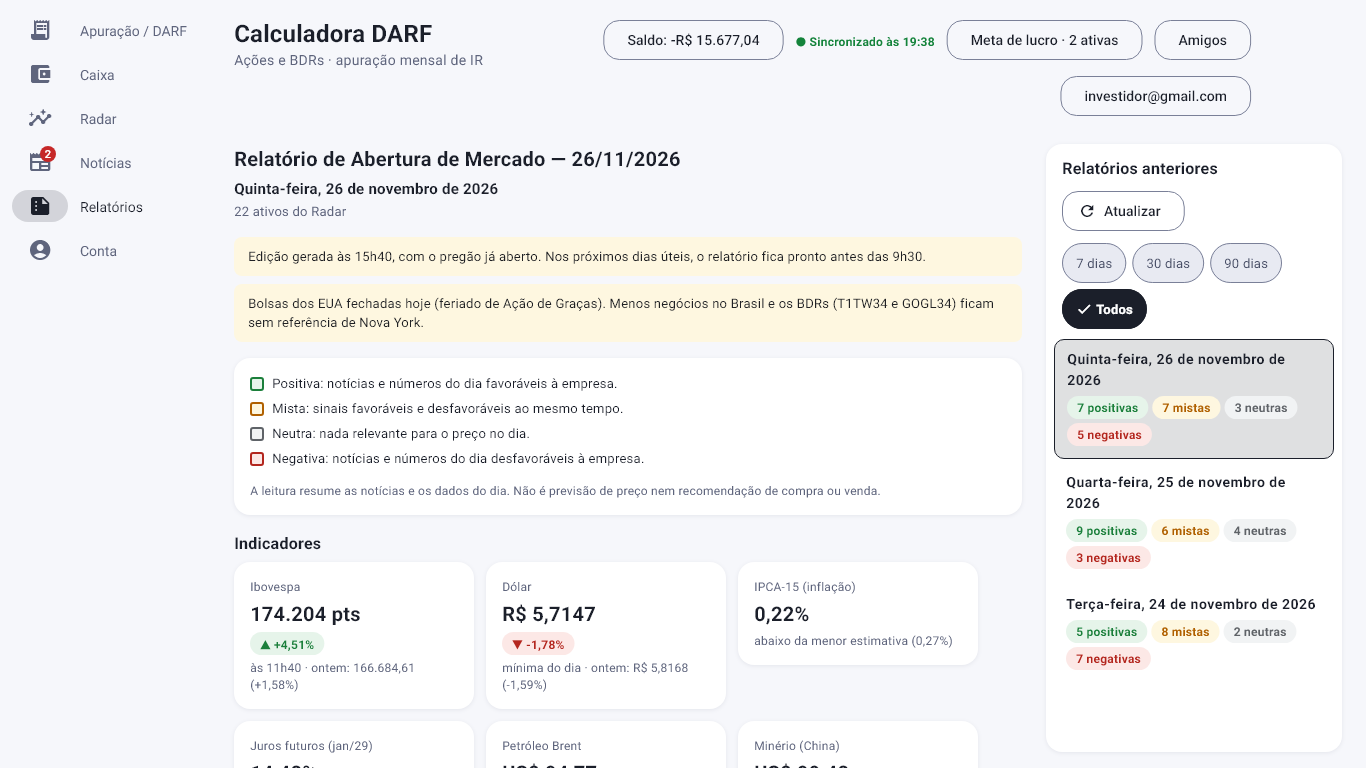 Apuração / DARF
Caixa
Radar
2
Notícias
Relatórios
Conta
Calculadora DARF
Ações e BDRs · apuração mensal de IR
Saldo: -R$ 15.677,04
Sincronizado às 19:38
Meta de lucro · 2 ativas
Amigos
investidor@gmail.com
Relatório de Abertura de Mercado — 26/11/2026
Quinta-feira, 26 de novembro de 2026
22 ativos do Radar
Edição gerada às 15h40, com o pregão já aberto. Nos próximos dias úteis, o relatório fica pronto antes das 9h30.
Bolsas dos EUA fechadas hoje (feriado de Ação de Graças). Menos negócios no Brasil e os BDRs (T1TW34 e GOGL34) ficam
sem referência de Nova York.
Positiva: notícias e números do dia favoráveis à empresa.
Mista: sinais favoráveis e desfavoráveis ao mesmo tempo.
Neutra: nada relevante para o preço no dia.
Negativa: notícias e números do dia desfavoráveis à empresa.
A leitura resume as notícias e os dados do dia. Não é previsão de preço nem recomendação de compra ou venda.
Indicadores
Ibovespa
174.204 pts
▲ +4,51%
às 11h40 · ontem: 166.684,61
(+1,58%)
Dólar
R$ 5,7147
▼ -1,78%
mínima do dia · ontem: R$ 5,8168
(-1,59%)
IPCA-15 (inflação)
0,22%
abaixo da menor estimativa (0,27%)
Juros futuros (jan/29)
Petróleo Brent
Minério (China)
Relatórios anteriores
Atualizar
7 dias
30 dias
90 dias
Todos
Quinta-feira, 26 de novembro de
2026
7 positivas
7 mistas
3 neutras
5 negativas
Quarta-feira, 25 de novembro de
2026
9 positivas
6 mistas
4 neutras
3 negativas
Terça-feira, 24 de novembro de 2026
5 positivas
8 mistas
2 neutras
7 negativas